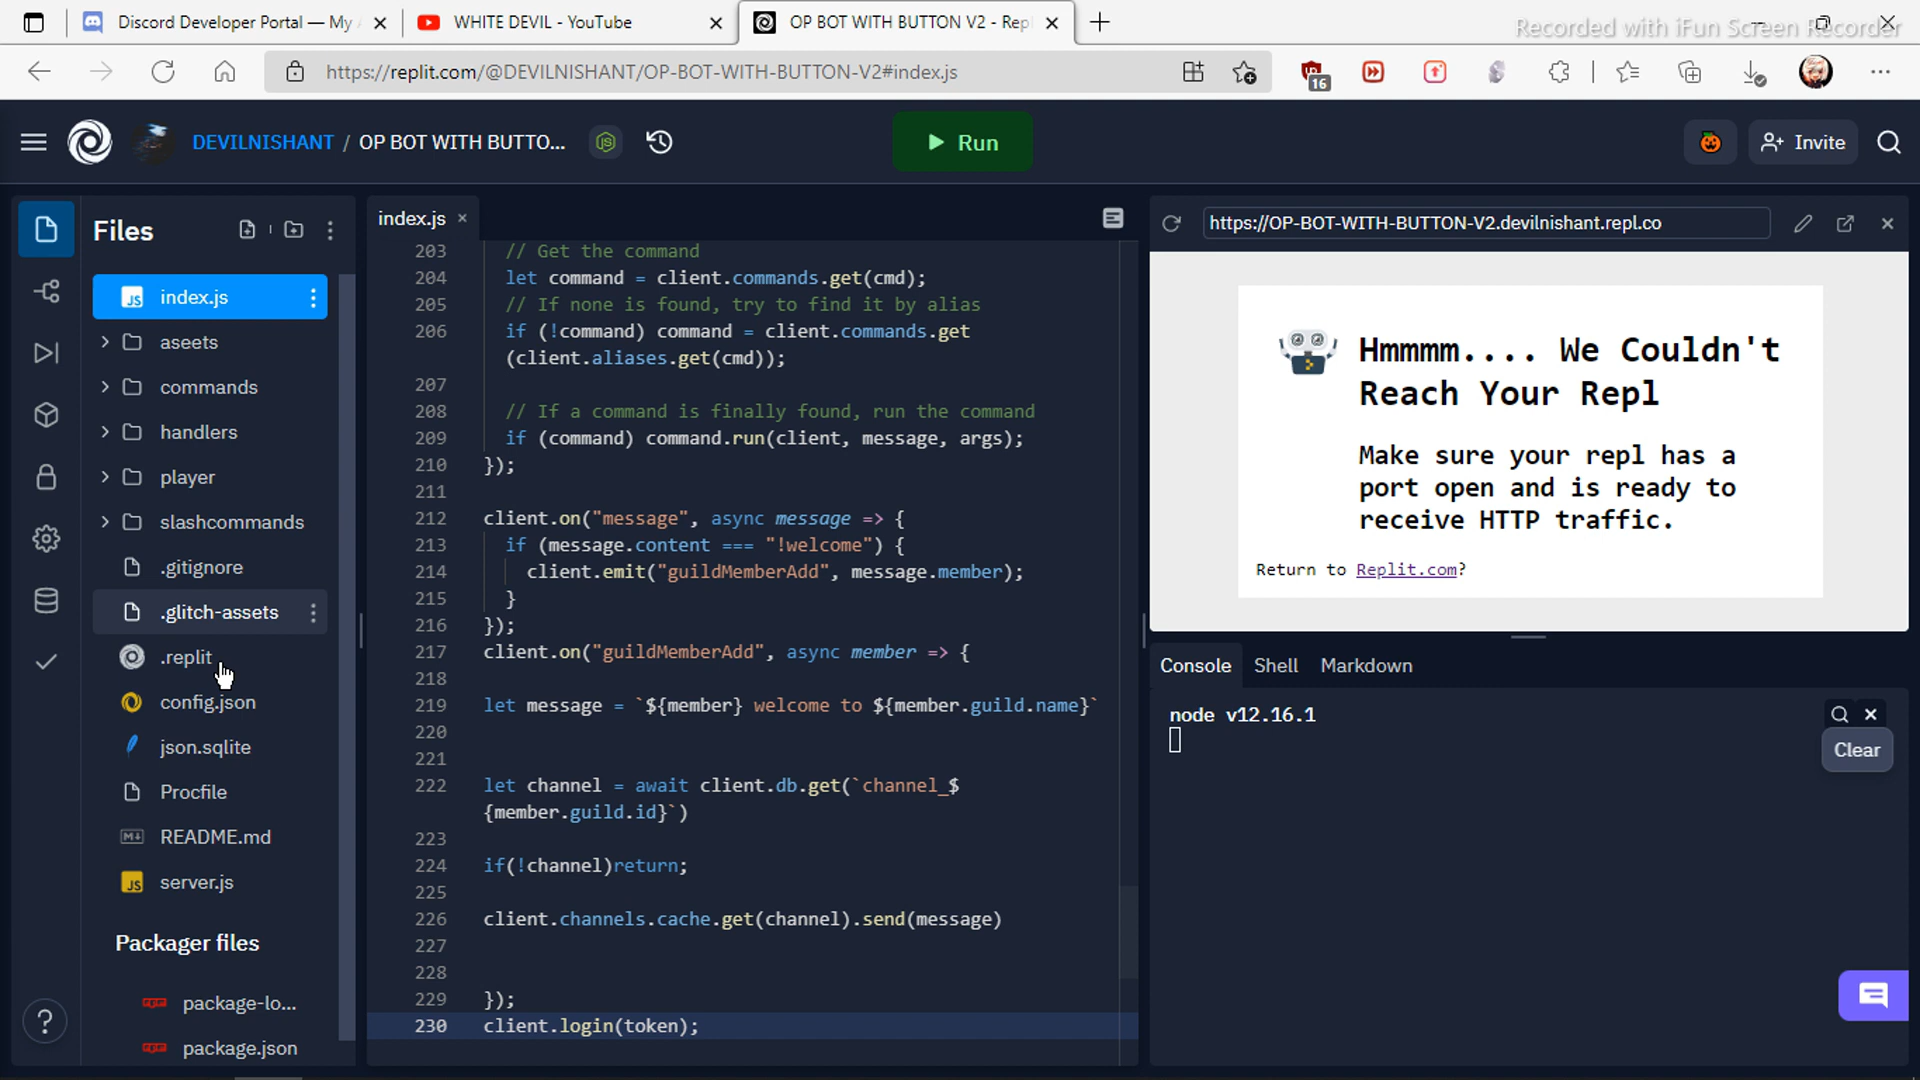 Discord Developer Portal — My
WHITE DEVIL - YouTube
OP BOT WITH BUTTON V2 - Repl
Recorded with iFun Screen Recorder
https://replit.com/@DEVILNISHANT/OP-BOT-WITH-BUTTON-V2#index.js
16
DEVILNISHANT / OP BOT WITH BUTTO...
Run
Invite
Files
index.js
aseets
commands
handlers
player
slashcommands
.gitignore
.glitch-assets
.replit
config.json
json.sqlite
Procfile
README.md
server.js
Packager files
package-lo...
package.json
index.js
203 // Get the command
204 let command = client.commands.get(cmd);
205 // If none is found, try to find it by alias
206 if (!command) command = client.commands.get
(client.aliases.get(cmd));
207
208 // If a command is finally found, run the command
209 if (command) command.run(client, message, args);
210 });
211
212 client.on("message", async message => {
213 if (message.content === "!welcome") {
214 client.emit("guildMemberAdd", message.member);
215 }
216 });
217 client.on("guildMemberAdd", async member => {
218
219 let message = `${member} welcome to ${member.guild.name}`
220
221
222 let channel = await client.db.get(`channel_$
{member.guild.id}`)
223
224 if(!channel)return;
225
226 client.channels.cache.get(channel).send(message)
227
228
229 });
230 client.login(token);
https://OP-BOT-WITH-BUTTON-V2.devilnishant.repl.co
Hmmmm.... We Couldn't
Reach Your Repl
Make sure your repl has a
port open and is ready to
receive HTTP traffic.
Return to Replit.com?
Console Shell Markdown
node v12.16.1
Clear